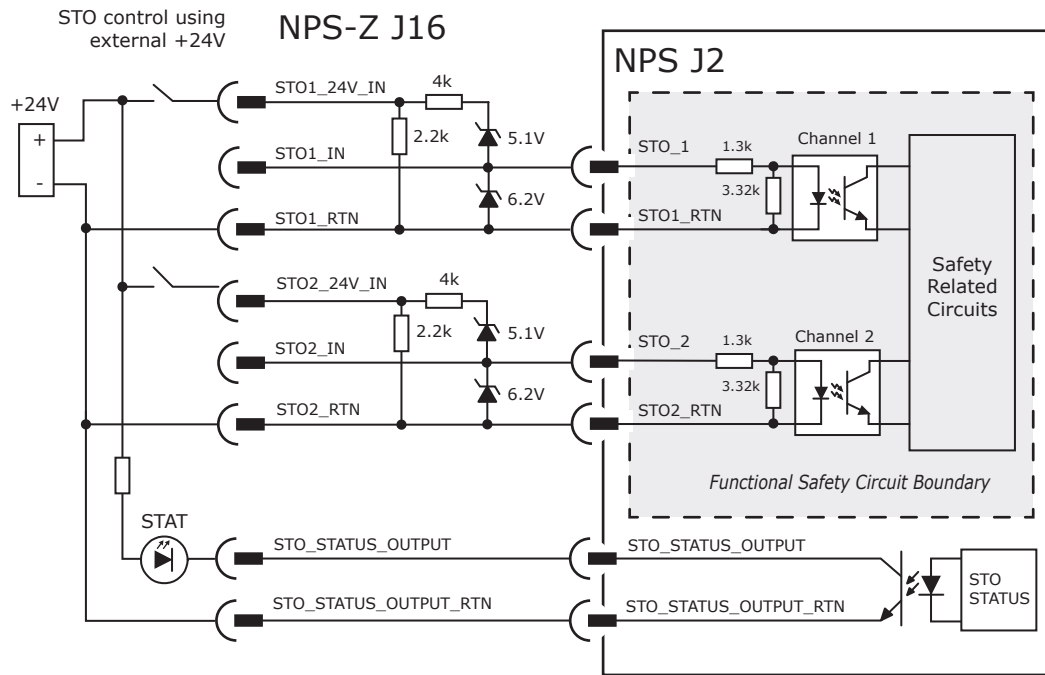 STO control using
external +24V
NPS-Z J16
NPS J2
+24V
+
-
STO1_24V_IN
4k
2.2k
5.1V
STO1_IN
6.2V
STO1_RTN
STO_1
1.3k
3.32k
STO1_RTN
Channel 1
Safety
Related
Circuits
STO2_24V_IN
4k
2.2k
5.1V
STO2_IN
6.2V
STO2_RTN
STO_2
1.3k
3.32k
STO2_RTN
Channel 2
Functional Safety Circuit Boundary
STAT
STO_STATUS_OUTPUT
STO_STATUS_OUTPUT
STO_STATUS_OUTPUT_RTN
STO_STATUS_OUTPUT_RTN
STO
STATUS